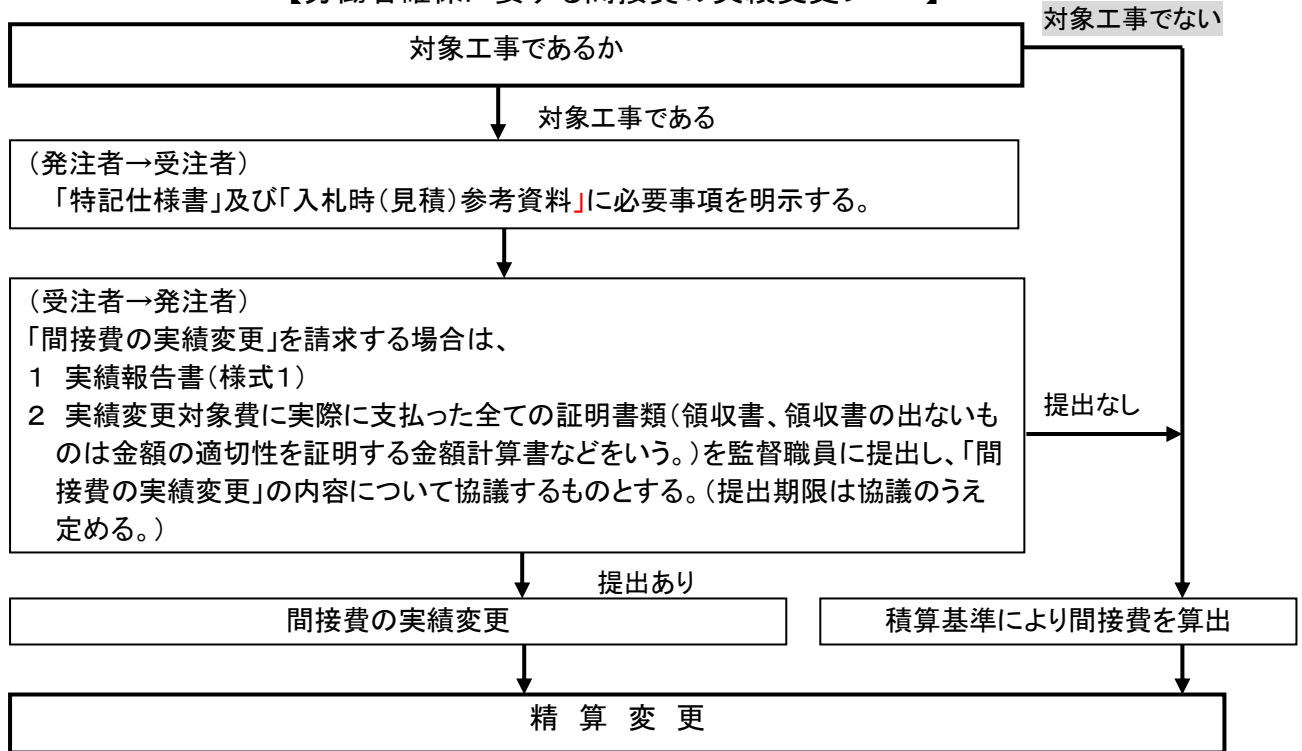 対象工事でない
対象工事であるか
対象工事である
（発注者→受注者）
「特記仕様書」及び「入札時（見積）参考資料」に必要事項を明示する。
（受注者→発注者）
「間接費の実績変更」を請求する場合は、
１ 実績報告書（様式１）
２ 実績変更対象費に実際に支払った全ての証明書類（領収書、領収書の出ないも
のは金額の適切性を証明する金額計算書などをいう。）を監督職員に提出し、「間
接費の実績変更」の内容について協議するものとする。（提出期限は協議のうえ
定める。）
提出なし
提出あり
間接費の実績変更
積算基準により間接費を算出
精 算 変 更